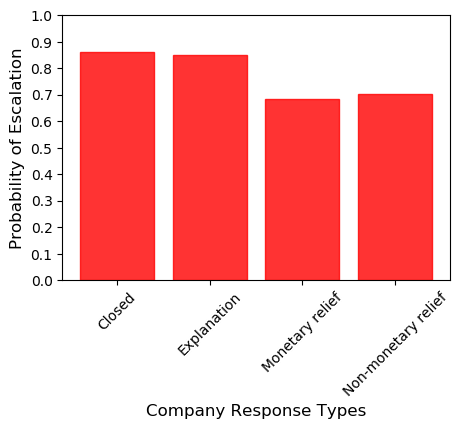 1.0
0.9
0.8
0.7
0.6
0.5
0.4
0.3
0.2
0.1
0.0
Probability of Escalation
Closed
Explanation
Monetary relief
Non-monetary relief
Company Response Types